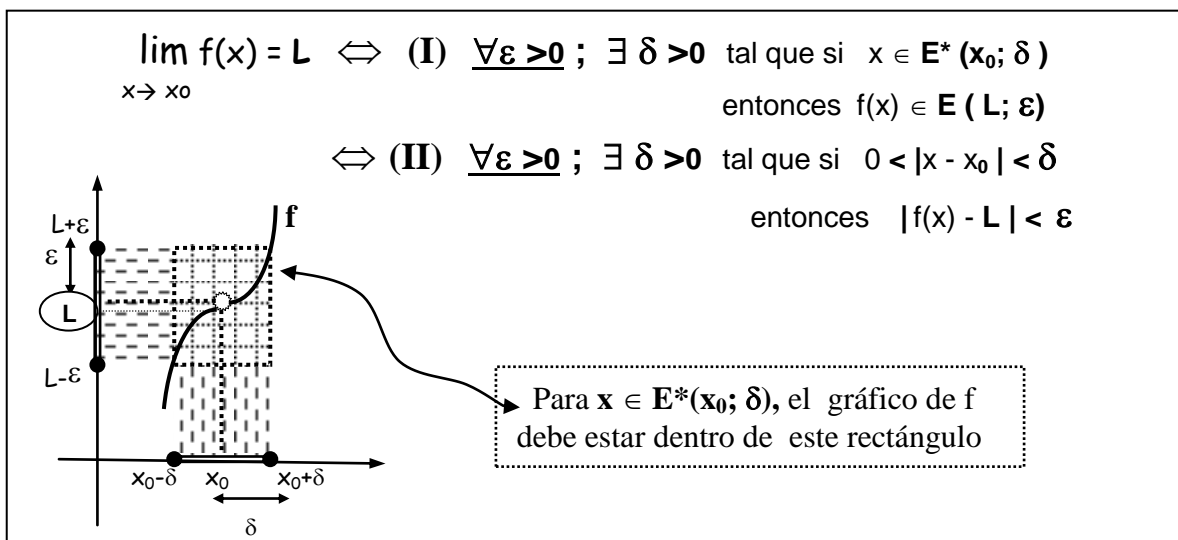 lim f(x) = L ⇔ (I) ∀ε >0 ; ∃ δ >0 tal que si x ∈ E* (x₀; δ )
x→ x₀
entonces f(x) ∈ E ( L; ε)
⇔ (II) ∀ε >0 ; ∃ δ >0 tal que si 0 < |x - x₀ | < δ
entonces | f(x) - L | < ε
f
L+ε
ε
L
L-ε
Para x ∈ E*(x₀; δ), el gráfico de f
debe estar dentro de este rectángulo
x₀-δ x₀ x₀+δ
δ